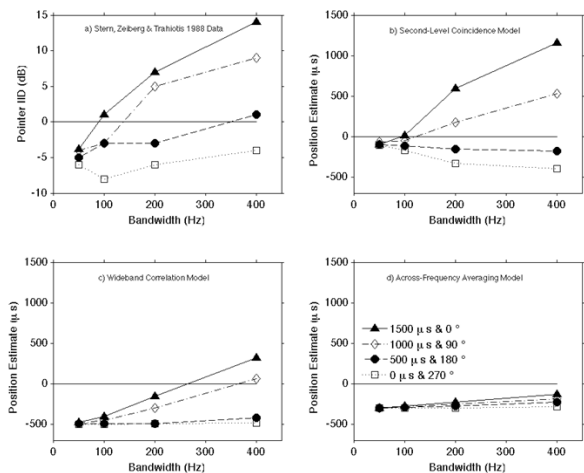 a) Stern, Zeiberg & Trahiotis 1988 Data
15
10
5
0
-5
-10
Pointer IID (dB)
0 100 200 300 400
Bandwidth (Hz)
b) Second-Level Coincidence Model
1500
1000
500
0
-500
Position Estimate (μ s)
0 100 200 300 400
Bandwidth (Hz)
c) Wideband Correlation Model
1500
1000
500
0
-500
Position Estimate (μ s)
0 100 200 300 400
Bandwidth (Hz)
d) Across-Frequency Averaging Model
1500
1000
500
0
-500
Position Estimate (μ s)
1500 μ s & 0 °
1000 μ s & 90 °
500 μ s & 180 °
0 μ s & 270 °
0 100 200 300 400
Bandwidth (Hz)